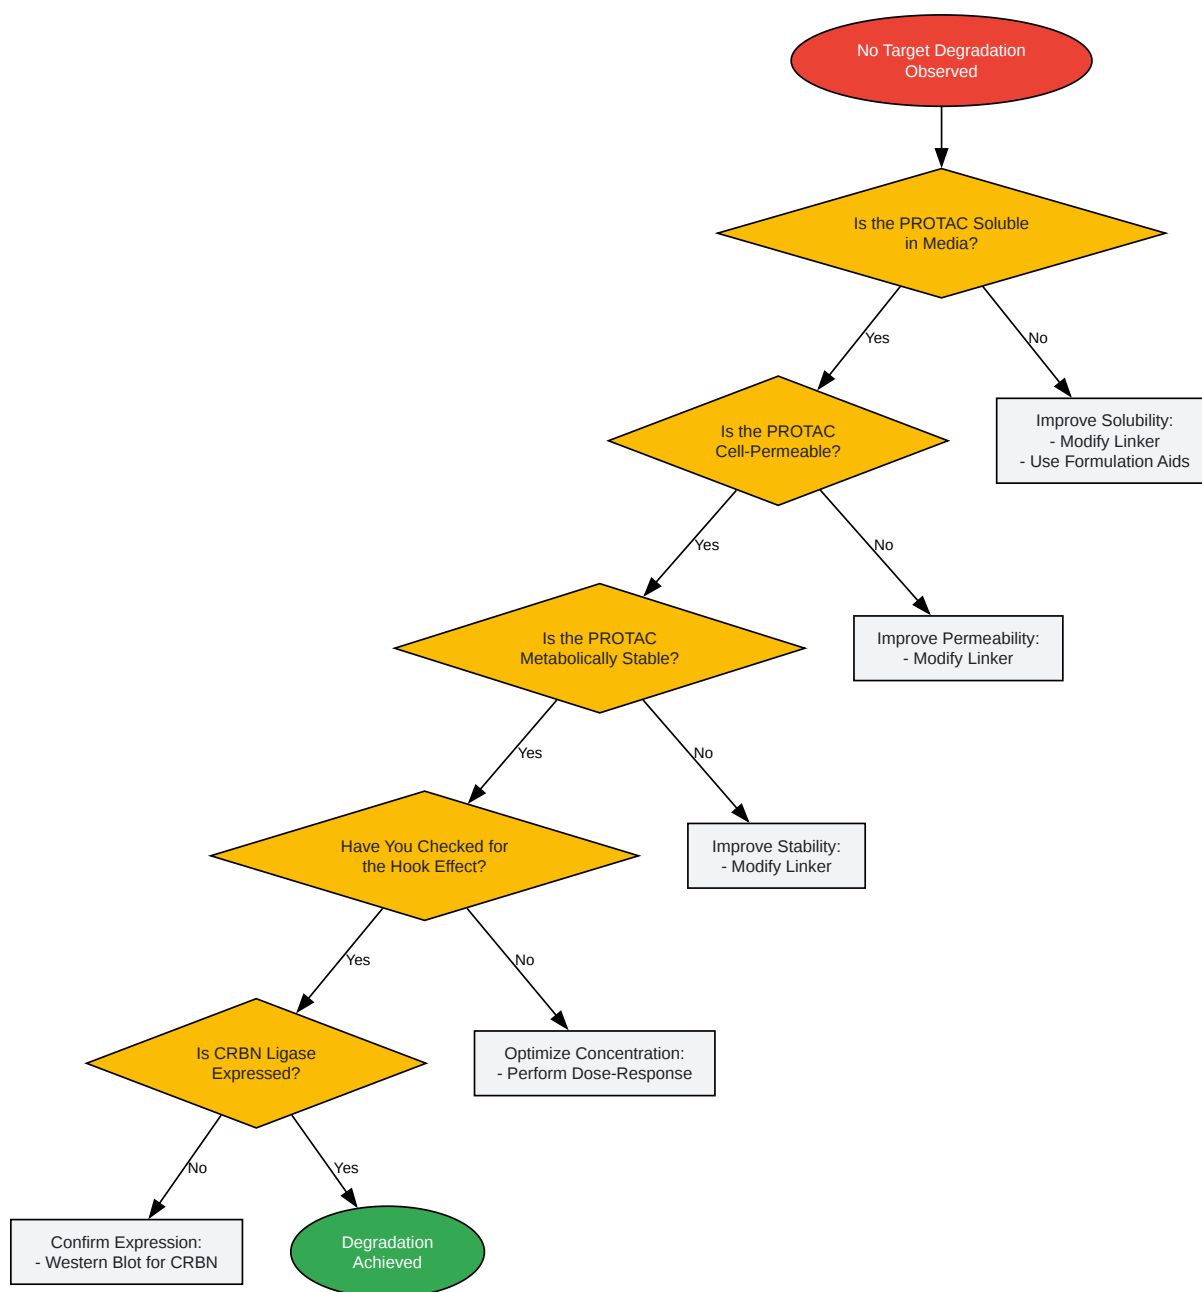 No Target Degradation
Observed
Is the PROTAC Soluble
in Media?
Yes
No
Is the PROTAC
Cell-Permeable?
Improve Solubility:
- Modify Linker
- Use Formulation Aids
Yes
No
Is the PROTAC
Metabolically Stable?
Improve Permeability:
- Modify Linker
Yes
No
Have You Checked for
the Hook Effect?
Improve Stability:
- Modify Linker
Yes
No
Is CRBN Ligase
Expressed?
Optimize Concentration:
- Perform Dose-Response
No
Yes
Confirm Expression:
- Western Blot for CRBN
Degradation
Achieved